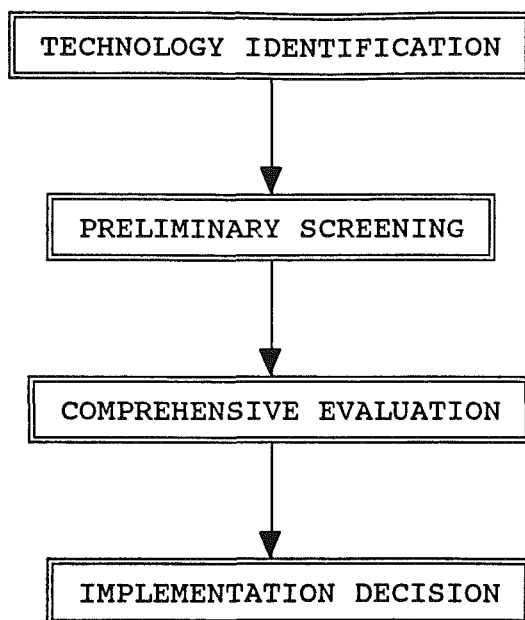 TECHNOLOGY IDENTIFICATION
PRELIMINARY SCREENING
COMPREHENSIVE EVALUATION
IMPLEMENTATION DECISION